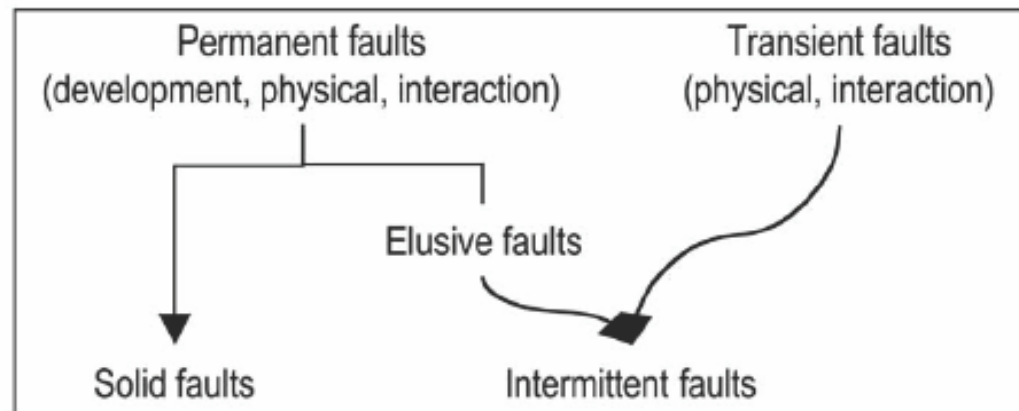 Permanent faults
(development, physical, interaction)
Transient faults
(physical, interaction)
Elusive faults
Solid faults
Intermittent faults